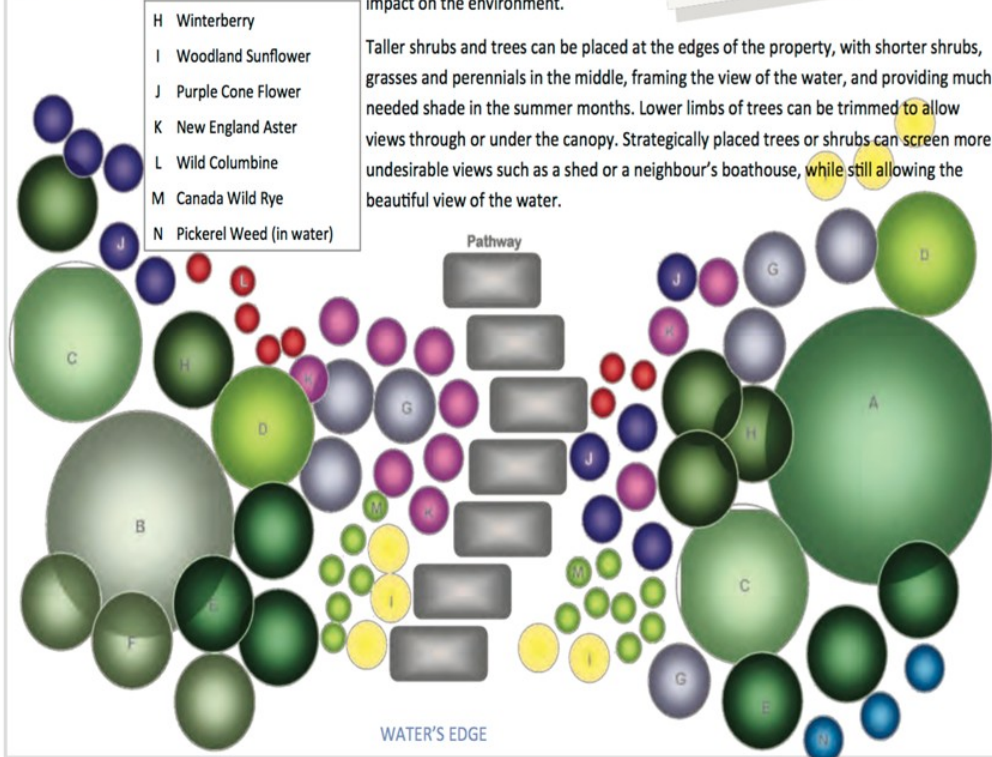 impact on the environment.
H Winterberry
I Woodland Sunflower
J Purple Cone Flower
K New England Aster
L Wild Columbine
M Canada Wild Rye
N Pickerel Weed (in water)
Taller shrubs and trees can be placed at the edges of the property, with shorter shrubs,
grasses and perennials in the middle, framing the view of the water, and providing much
needed shade in the summer months. Lower limbs of trees can be trimmed to allow
views through or under the canopy. Strategically placed trees or shrubs can screen more
undesirable views such as a shed or a neighbour's boathouse, while still allowing the
beautiful view of the water.
Pathway
J
L
J
G
D
K
C
H
K
G
D
A
H
J
B
M
K
I
M
C
E
F
I
G
E
N
WATER'S EDGE